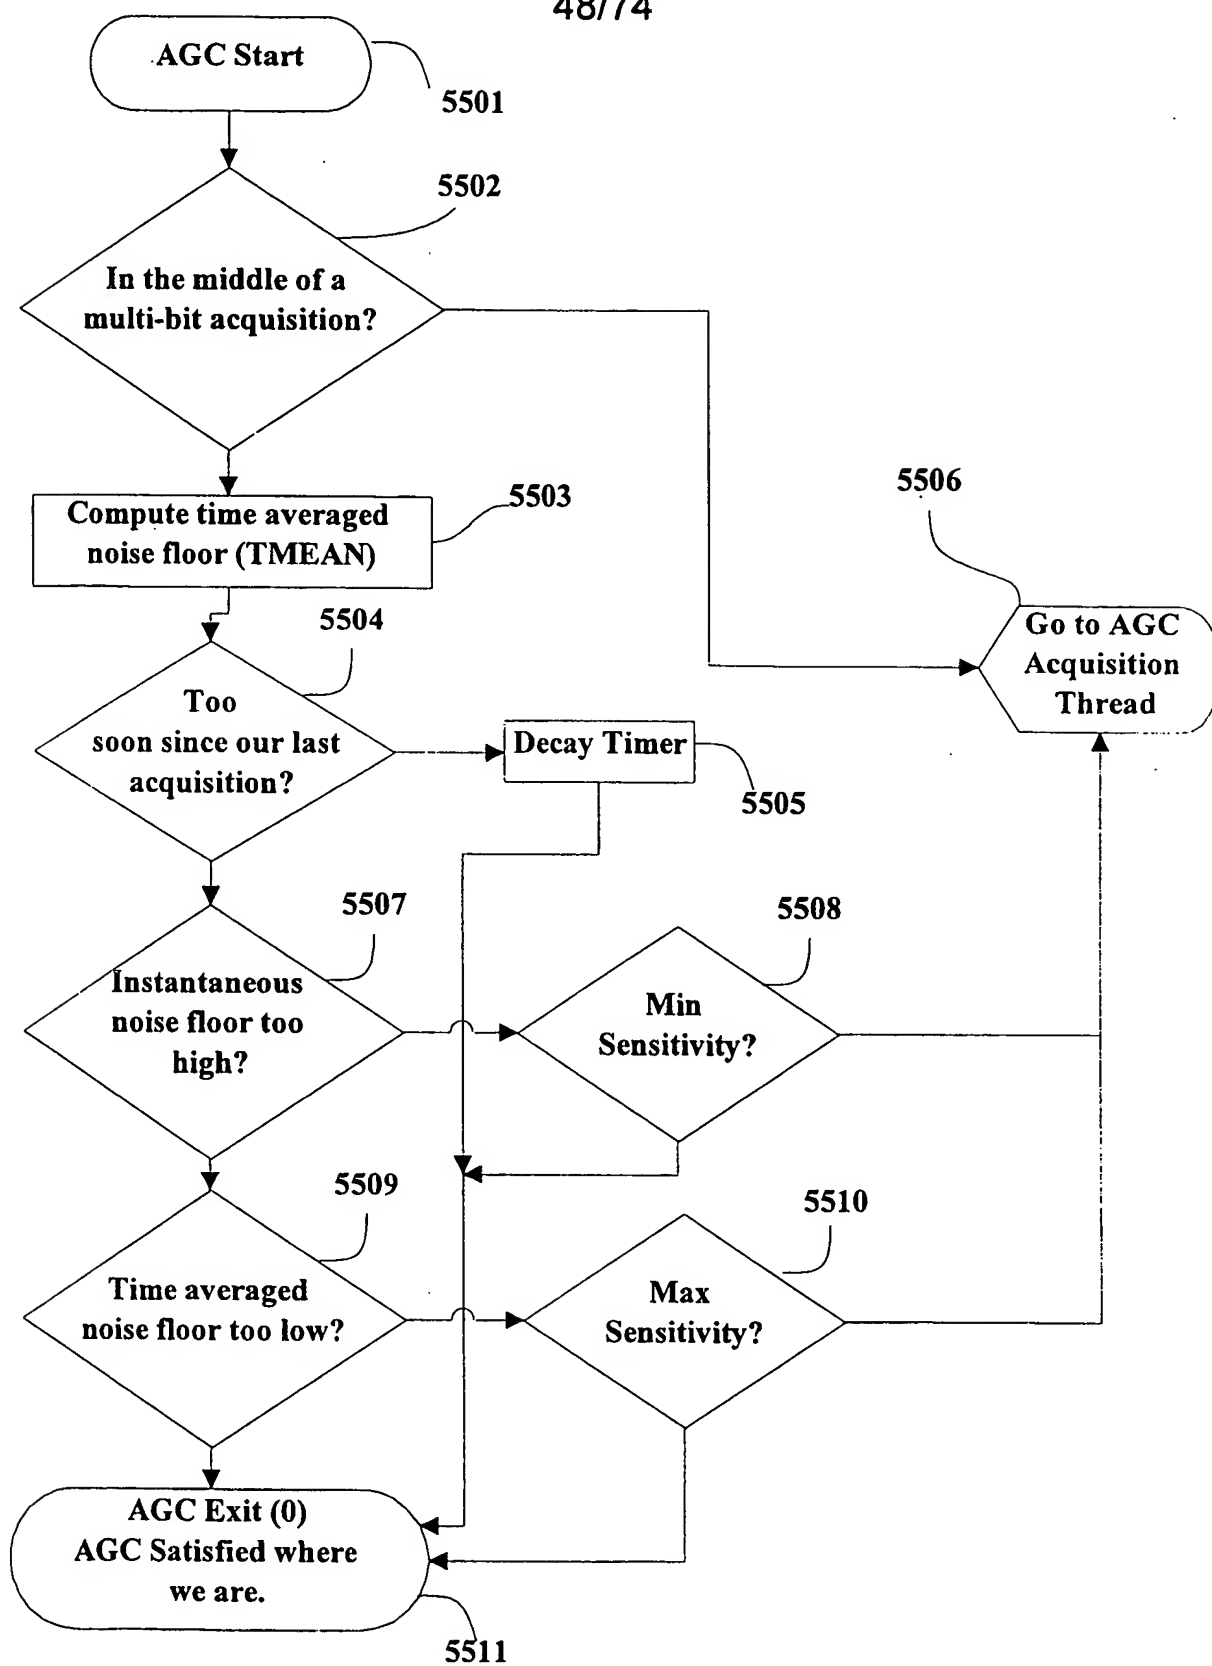 48/74
AGC Start
5501
5502
In the middle of a
multi-bit acquisition?
5503
Compute time averaged
noise floor (TMEAN)
5506
Go to AGC
Acquisition
Thread
5504
Too
soon since our last
acquisition?
Decay Timer
5505
5507
Instantaneous
noise floor too
high?
5508
Min
Sensitivity?
5509
Time averaged
noise floor too low?
5510
Max
Sensitivity?
AGC Exit (0)
AGC Satisfied where
we are.
5511